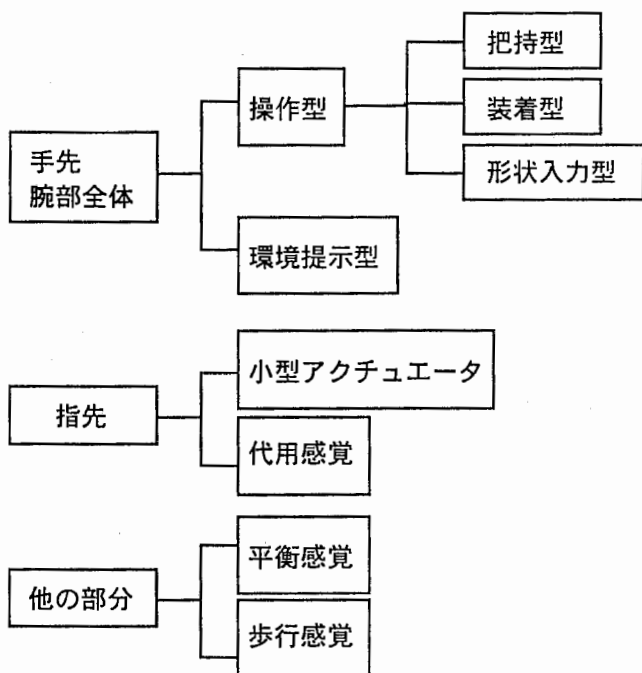 手先
腕部全体
操作型
把持型
装着型
形状入力型
環境提示型
指先
小型アクチュエータ
代用感覚
他の部分
平衡感覚
歩行感覚